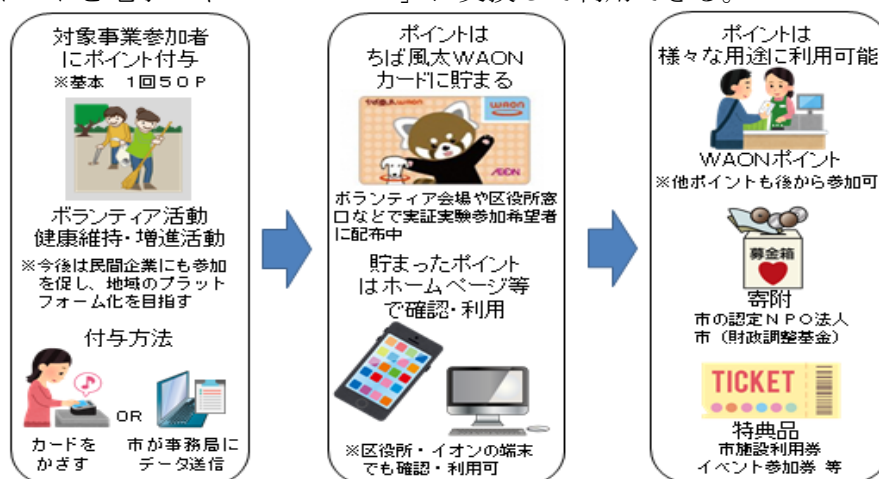 対象事業参加者
にポイント付与
※基本 1回50P
ボランティア活動
健康維持・増進活動
※今後は民間企業にも参加
を促し、地域のプラット
フォーム化を目指す
付与方法
OR
カードを
かざす
市が事務局に
データ送信
ポイントは
ちば風太WAON
カードに貯まる
ちば風太WAON
WAON
AEON
ボランティア会場や区役所窓
口などで実証実験参加希望者
に配布中
貯まったポイント
はホームページ等
で確認・利用
※区役所・イオンの端末
でも確認・利用可
ポイントは
様々な用途に利用可能
WAONポイント
※他ポイントも後から参加可
募金箱
寄附
市の認定NPO法人
市(財政調整基金)
TICKET
特典品
市施設利用券
イベント参加券 等